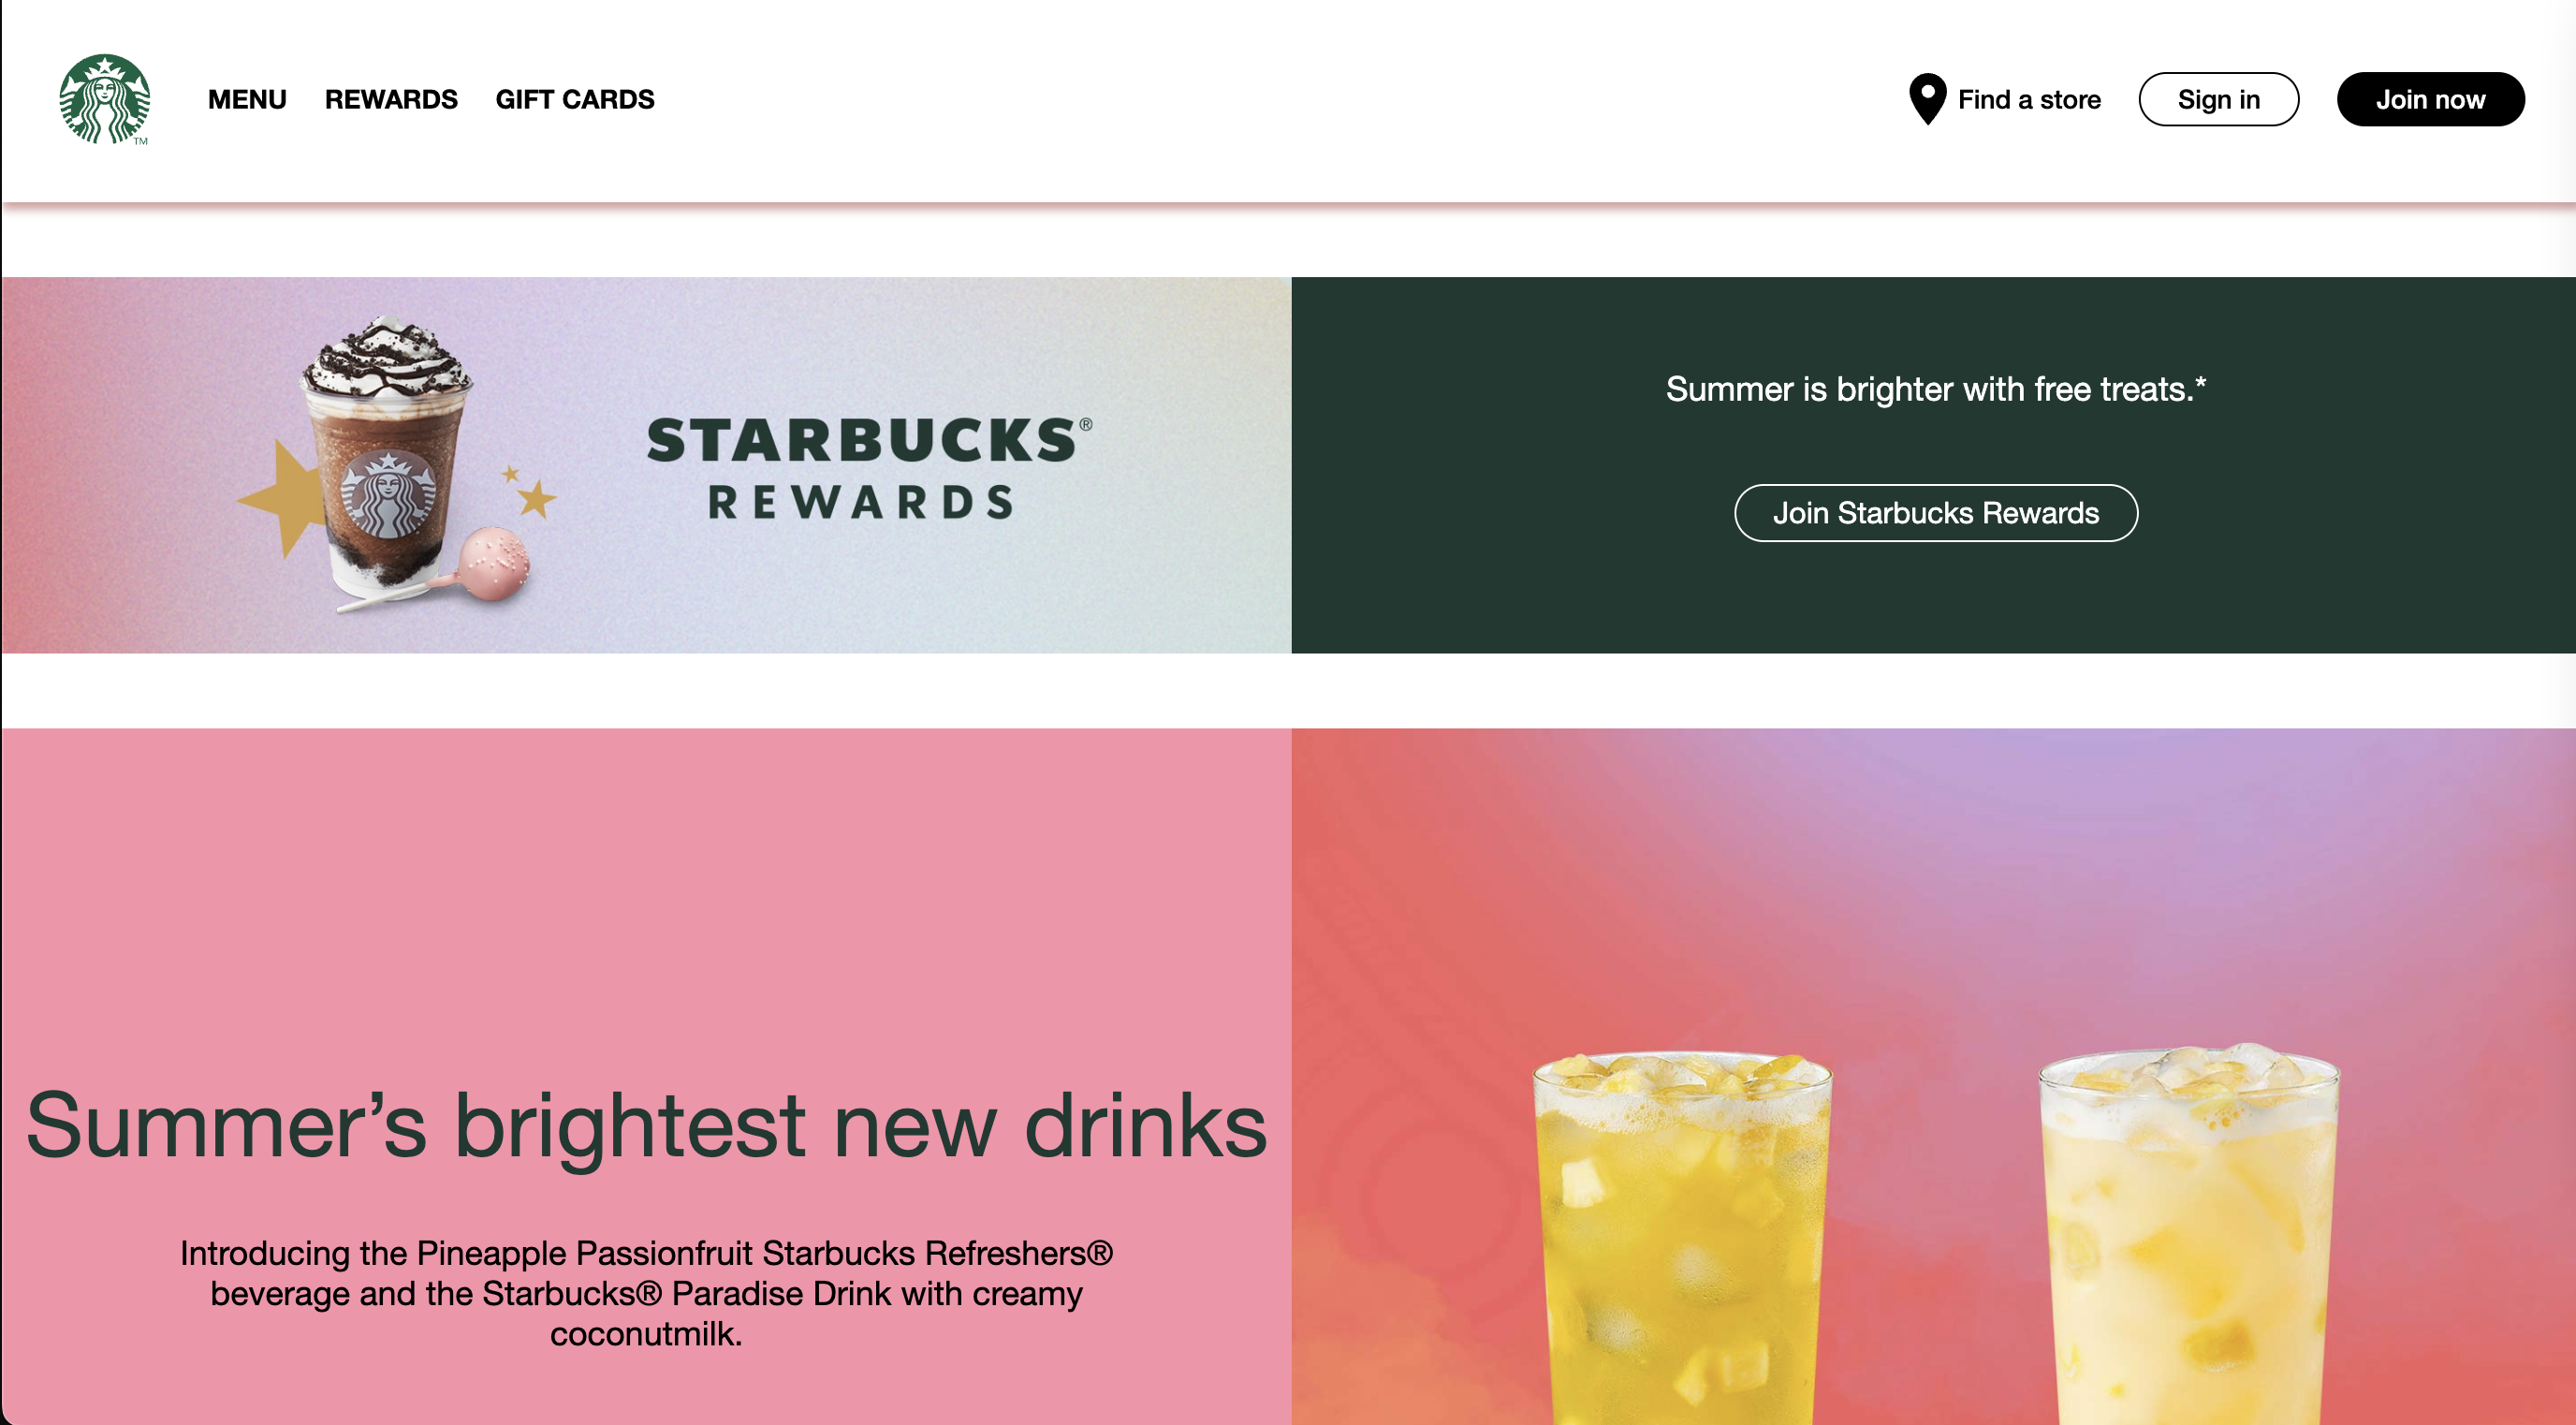 TM
MENU REWARDS GIFT CARDS
Find a store Sign in Join now
STARBUCKS®
REWARDS
Summer is brighter with free treats.*
Join Starbucks Rewards
Summer’s brightest new drinks
Introducing the Pineapple Passionfruit Starbucks Refreshers®
beverage and the Starbucks® Paradise Drink with creamy
coconutmilk.